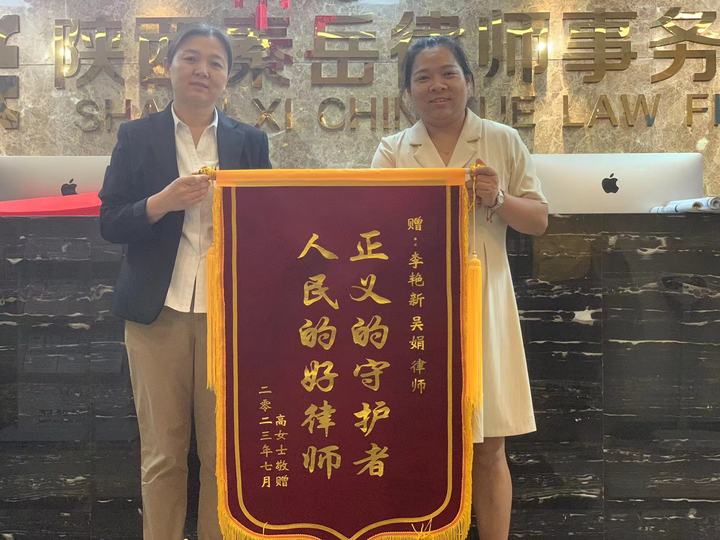 陕西秦岳律师事务
SHAANXI CHINYUE LAW FI
赠：李艳新 吴娟 律师
正义的守护者
人民的好律师
高女士敬赠
二零二三年七月